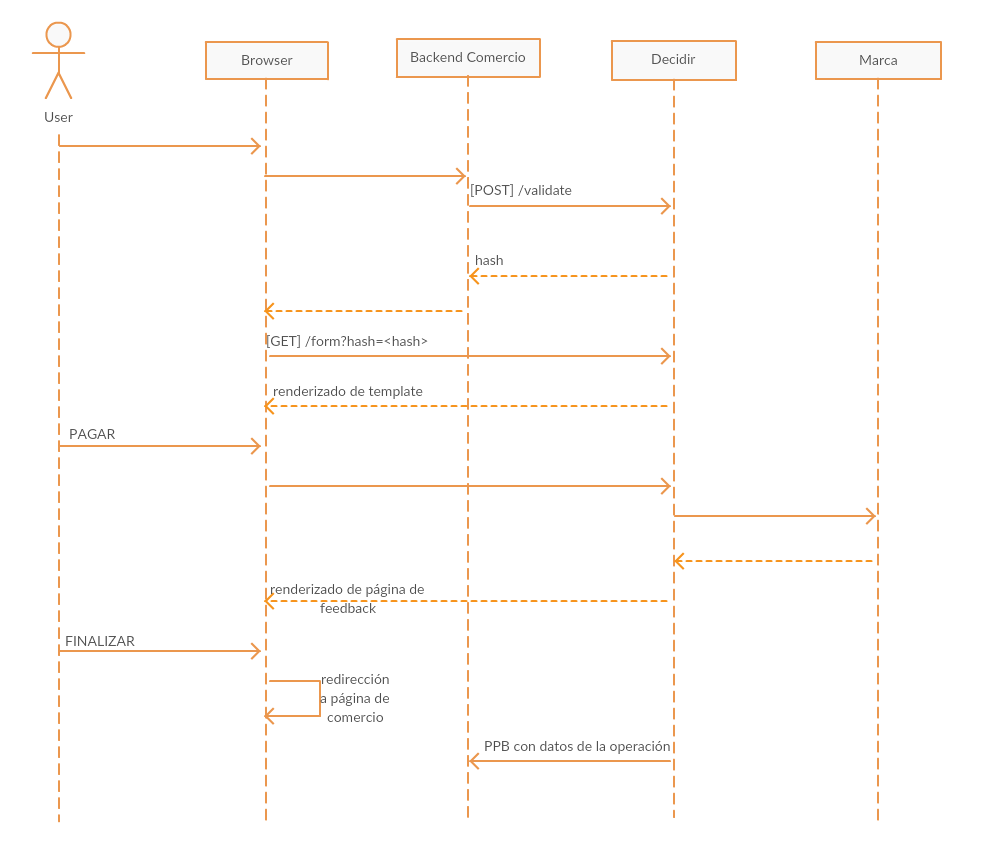 User
Browser
Backend Comercio
Decidir
Marca
[POST] /validate
hash
[GET] /form?hash=<hash>
renderizado de template
PAGAR
renderizado de página de
feedback
FINALIZAR
redirección
a página de
comercio
PPB con datos de la operación